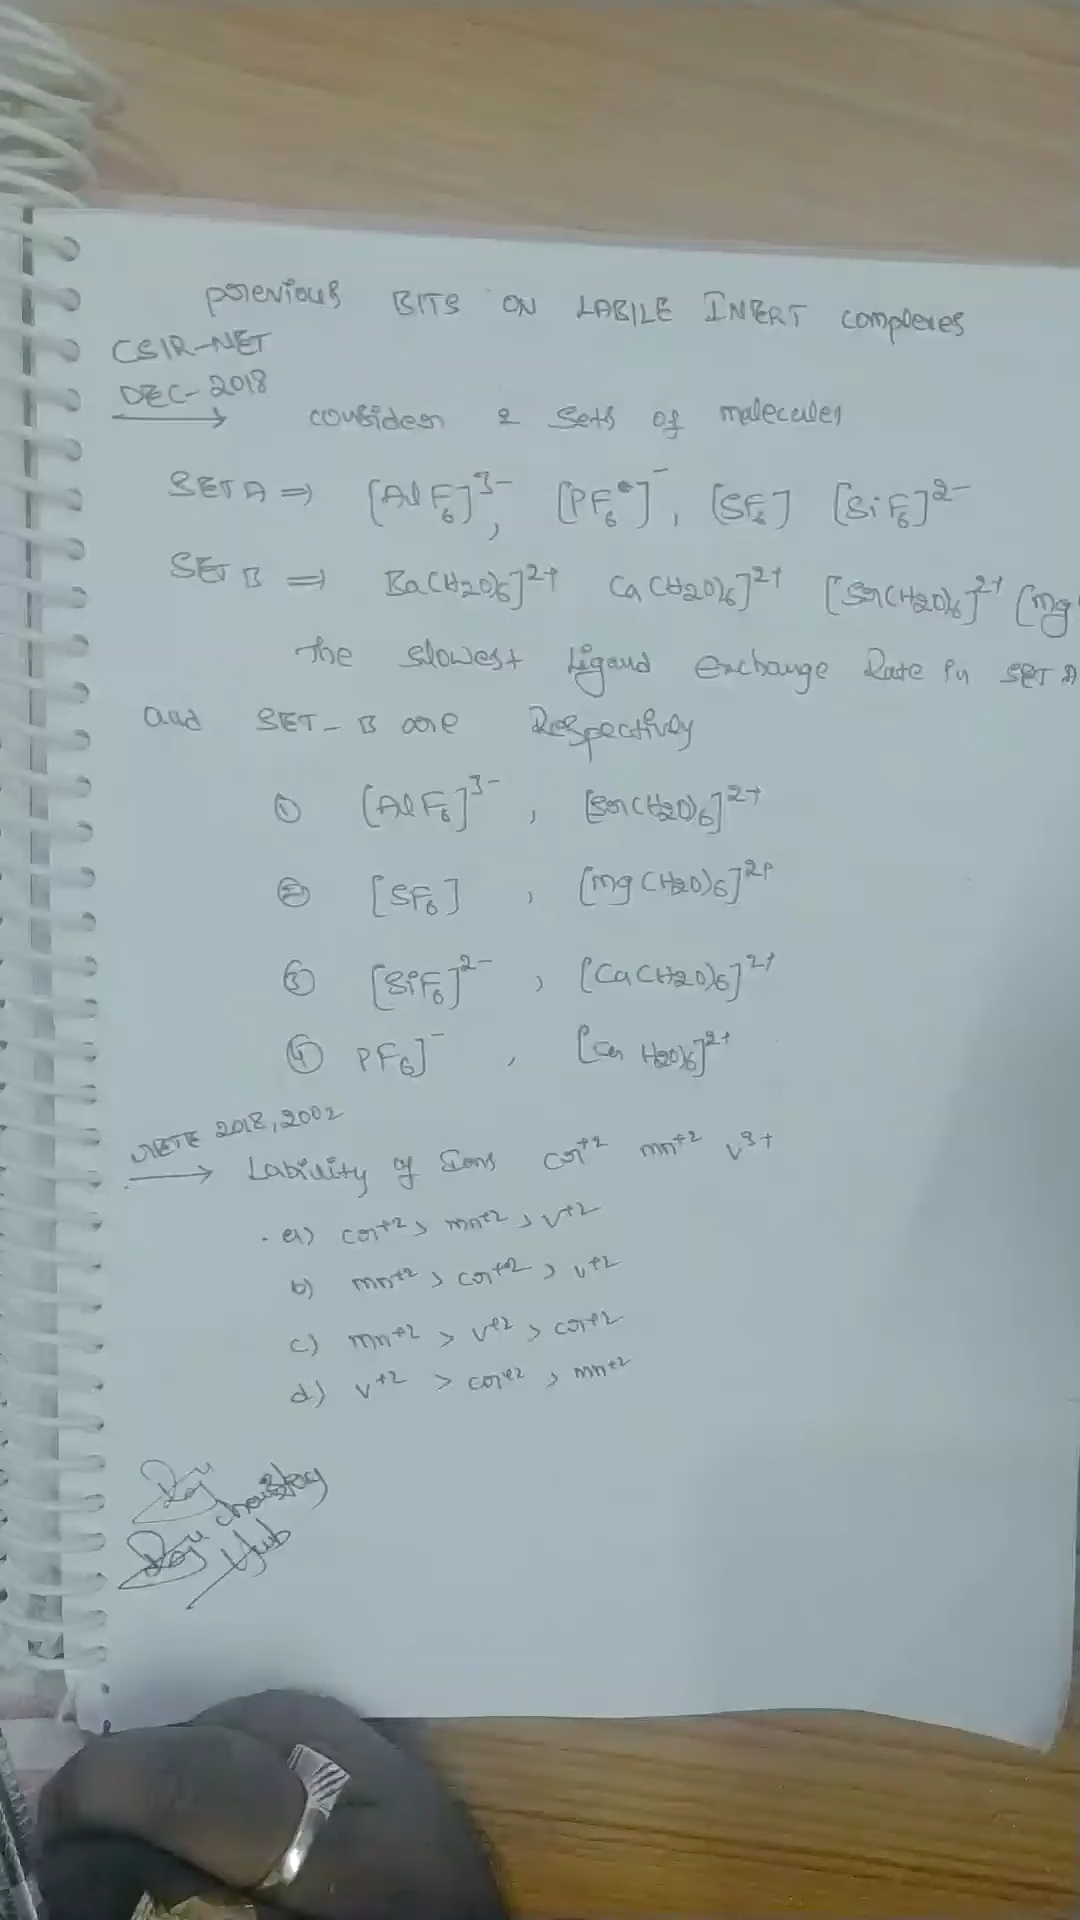 previous BITS ON LABILE INERT complexes
CSIR-NET
DEC-2018
consider 2 sets of molecules
SET A ⇒ [AlF6]3-, [PF6]-, [SF6] [SiF6]2-
SET B ⇒ Ba(H2O)6]2+ Ca(H2O)6]2+ [Sr(H2O)6]2+ [mg
The slowest Ligand exchange Rate in SET A
and SET-B are Respectivly
① [AlF6]3-, [Sr(H2O)6]2+
② [SF6], [mg(H2O)6]2+
③ [SiF6]2-, [Ca(H2O)6]2+
④ PF6]-, H2O)6]2+
2018, 2002
Lability of Ions cr+2 mn+2 v3+
a) cr+2 > mn+2 > v+2
b) mn+2 > cr+2 > v+2
c) mn+2 > v+2 > cr+2
d) v+2 > cr+2 > mn+2